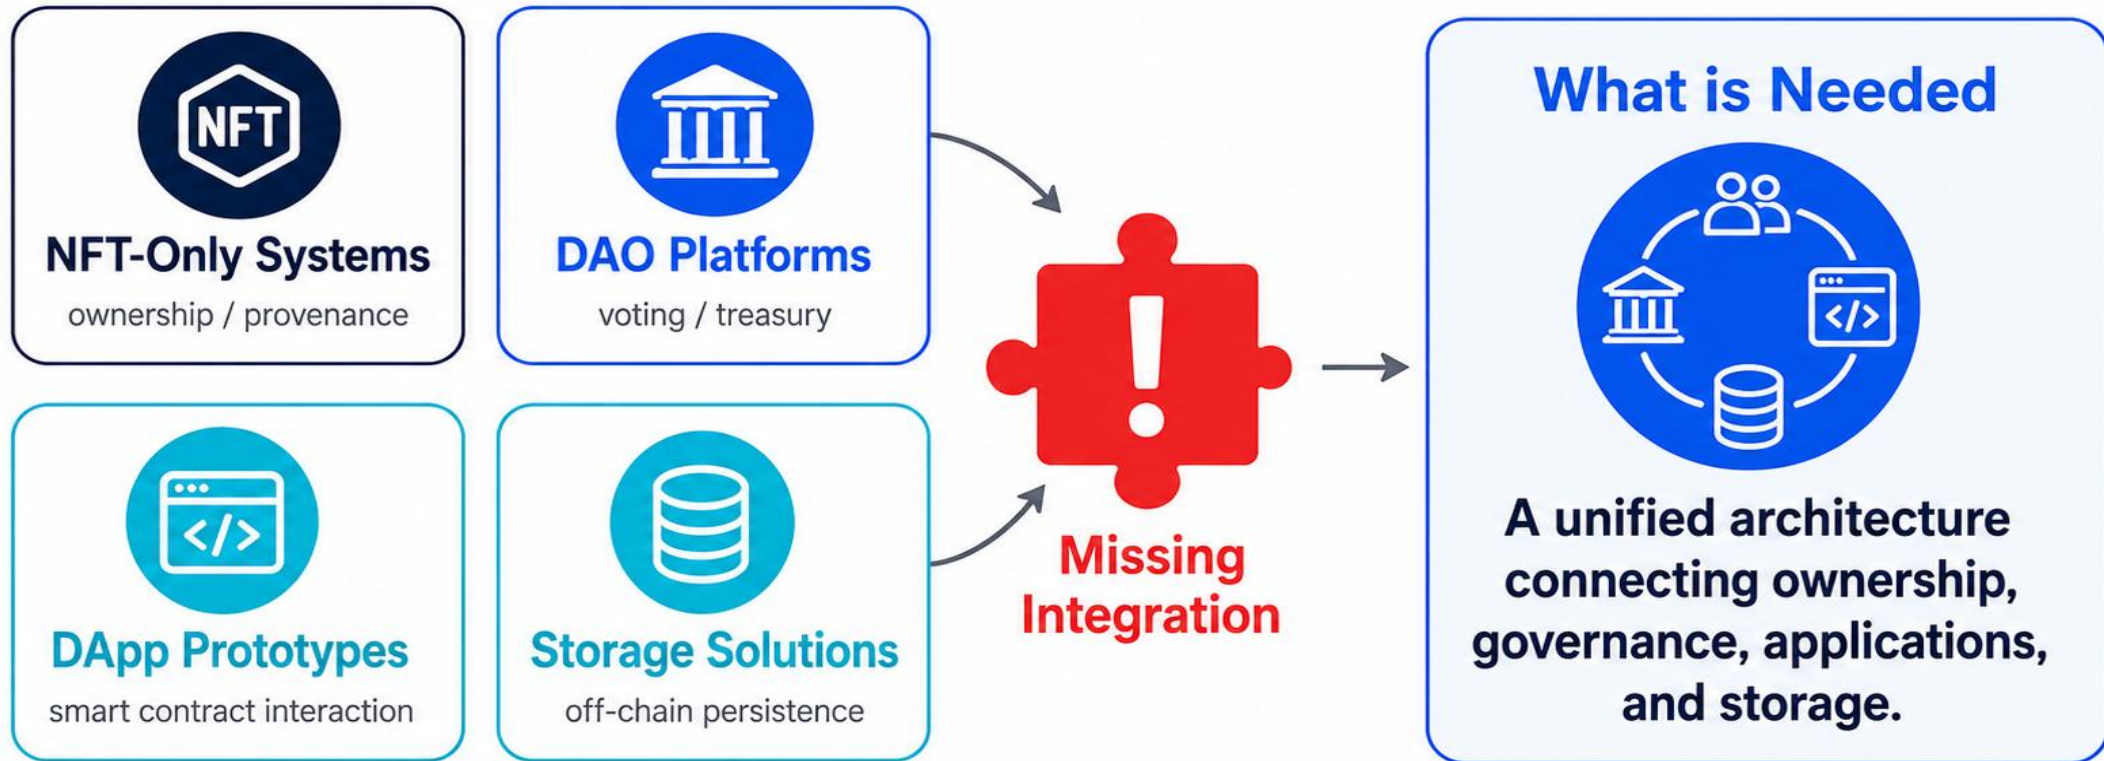 NFT
NFT-Only Systems
ownership / provenance
DAO Platforms
voting / treasury
</>
DApp Prototypes
smart contract interaction
Storage Solutions
off-chain persistence
!
Missing
Integration
What is Needed
</>
A unified architecture
connecting ownership,
governance, applications,
and storage.